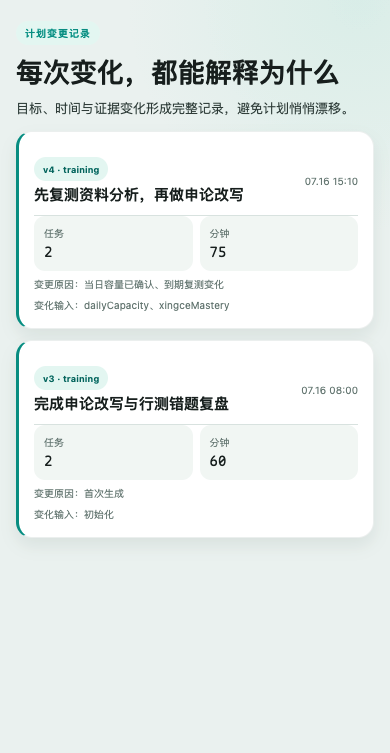 计划变更记录
每次变化，都能解释为什么
目标、时间与证据变化形成完整记录，避免计划悄悄漂移。
v4 · training
07.16 15:10
先复测资料分析，再做申论改写
任务
分钟
2
75
变更原因：当日容量已确认、到期复测变化
变化输入：dailyCapacity、xingceMastery
v3 · training
07.16 08:00
完成申论改写与行测错题复盘
任务
分钟
2
60
变更原因：首次生成
变化输入：初始化